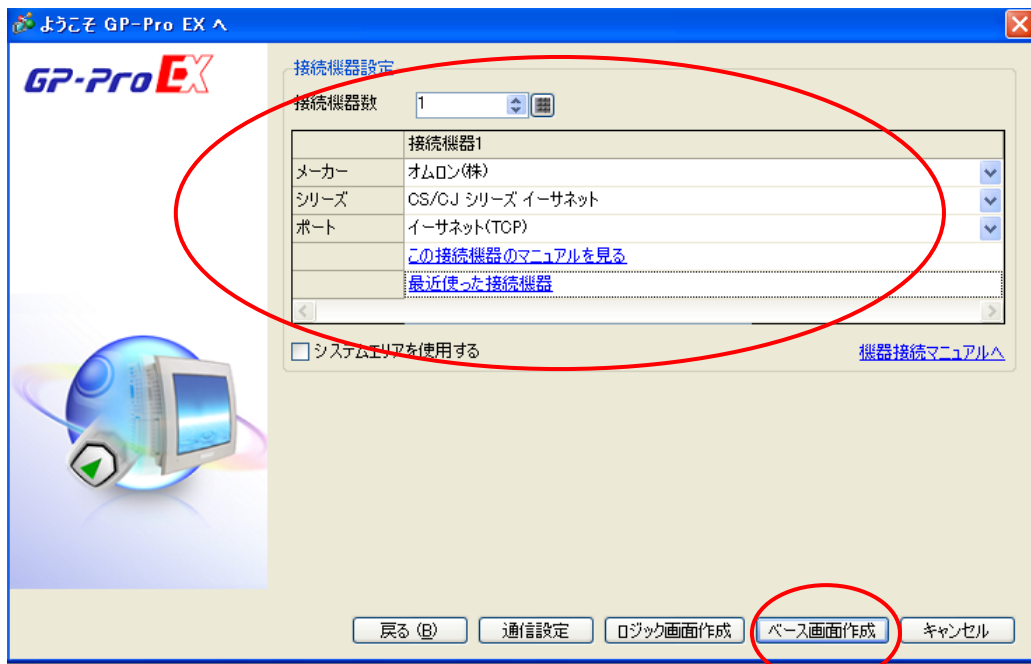 ようこそ GP-Pro EX へ
GP-Pro EX
接続機器設定
接続機器数 1
接続機器1
メーカー オムロン(株)
シリーズ CS/CJ シリーズ イーサネット
ポート イーサネット(TCP)
この接続機器のマニュアルを見る
最近使った接続機器
システムエリアを使用する 機器接続マニュアルへ
戻る (B) 通信設定 ロジック画面作成 ベース画面作成 キャンセル